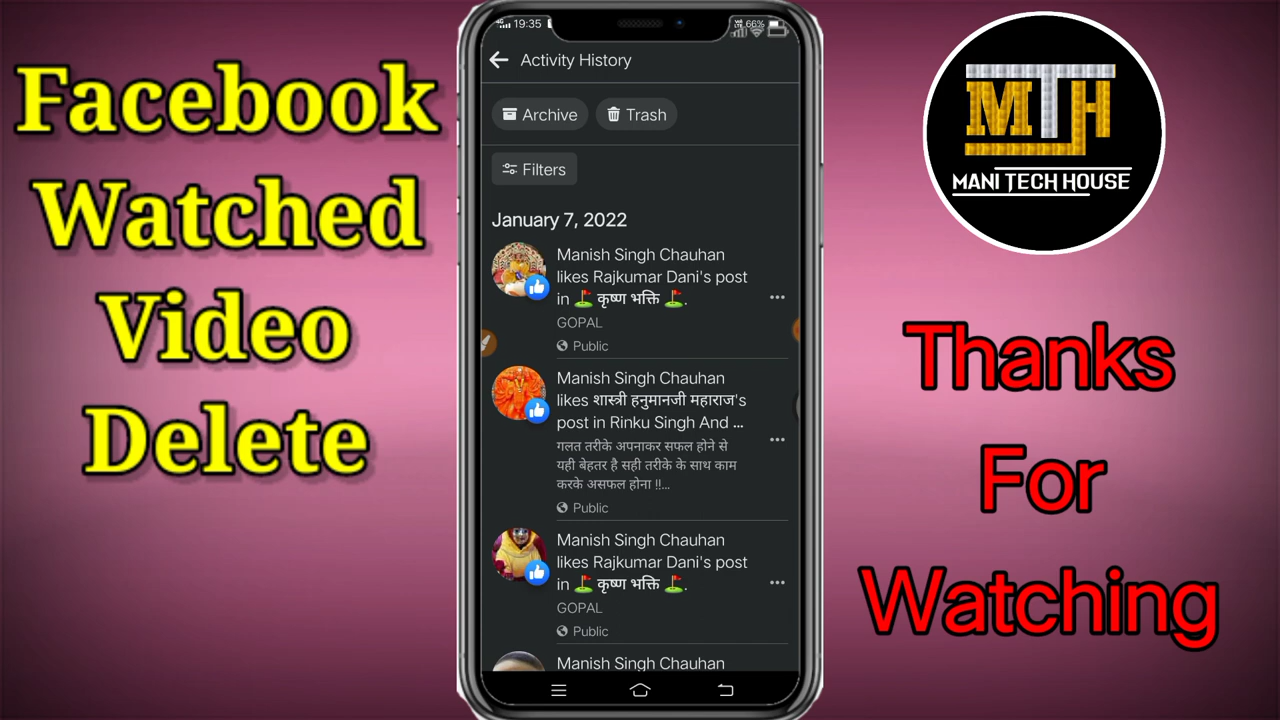 Facebook
Watched
Video
Delete
19:35
66%
Activity History
Archive
Trash
Filters
January 7, 2022
Manish Singh Chauhan
likes Rajkumar Dani's post
in ⛳ कृष्ण भक्ति ⛳.
GOPAL
Public
Manish Singh Chauhan
likes शास्त्री हनुमानजी महाराज's
post in Rinku Singh And ...
गलत तरीके अपनाकर सफल होने से
यही बेहतर है सही तरीके के साथ काम
करके असफल होना !!...
Public
Manish Singh Chauhan
likes Rajkumar Dani's post
in ⛳ कृष्ण भक्ति ⛳.
GOPAL
Public
Manish Singh Chauhan
MTH
MANI TECH HOUSE
Thanks
For
Watching